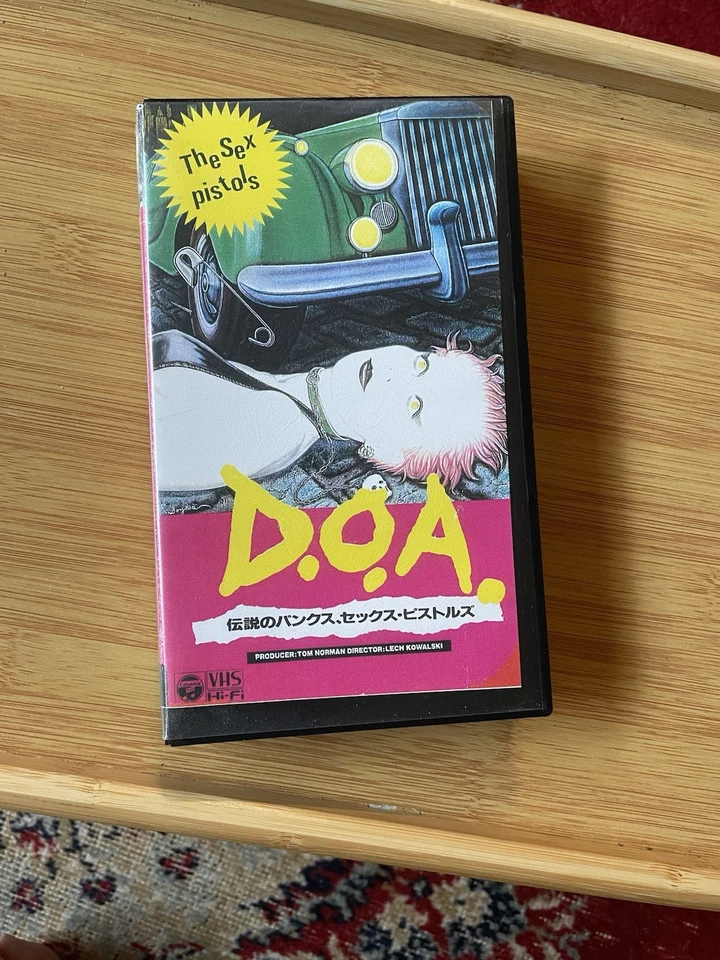 The Sex
pistols
D.O.A.
伝説のパンクス、セックス・ピストルズ
PRODUCER:TOM NORMAN DIRECTOR:LECH KOWALSKI
Columbia
VHS
Hi-Fi